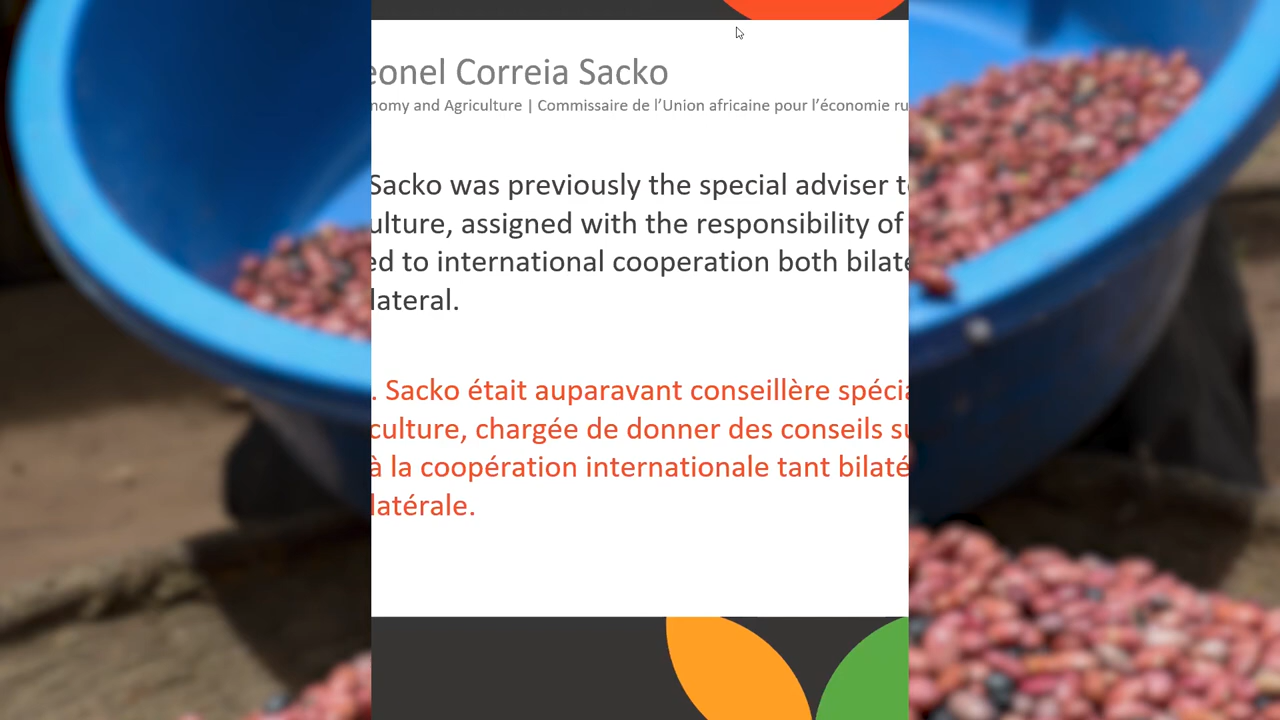 eonel Correia Sacko
nomy and Agriculture | Commissaire de l’Union africaine pour l’économie ru
Sacko was previously the special adviser t
ulture, assigned with the responsibility of
ed to international cooperation both bilate
lateral.
. Sacko était auparavant conseillère spécia
culture, chargée de donner des conseils su
à la coopération internationale tant bilaté
latérale.